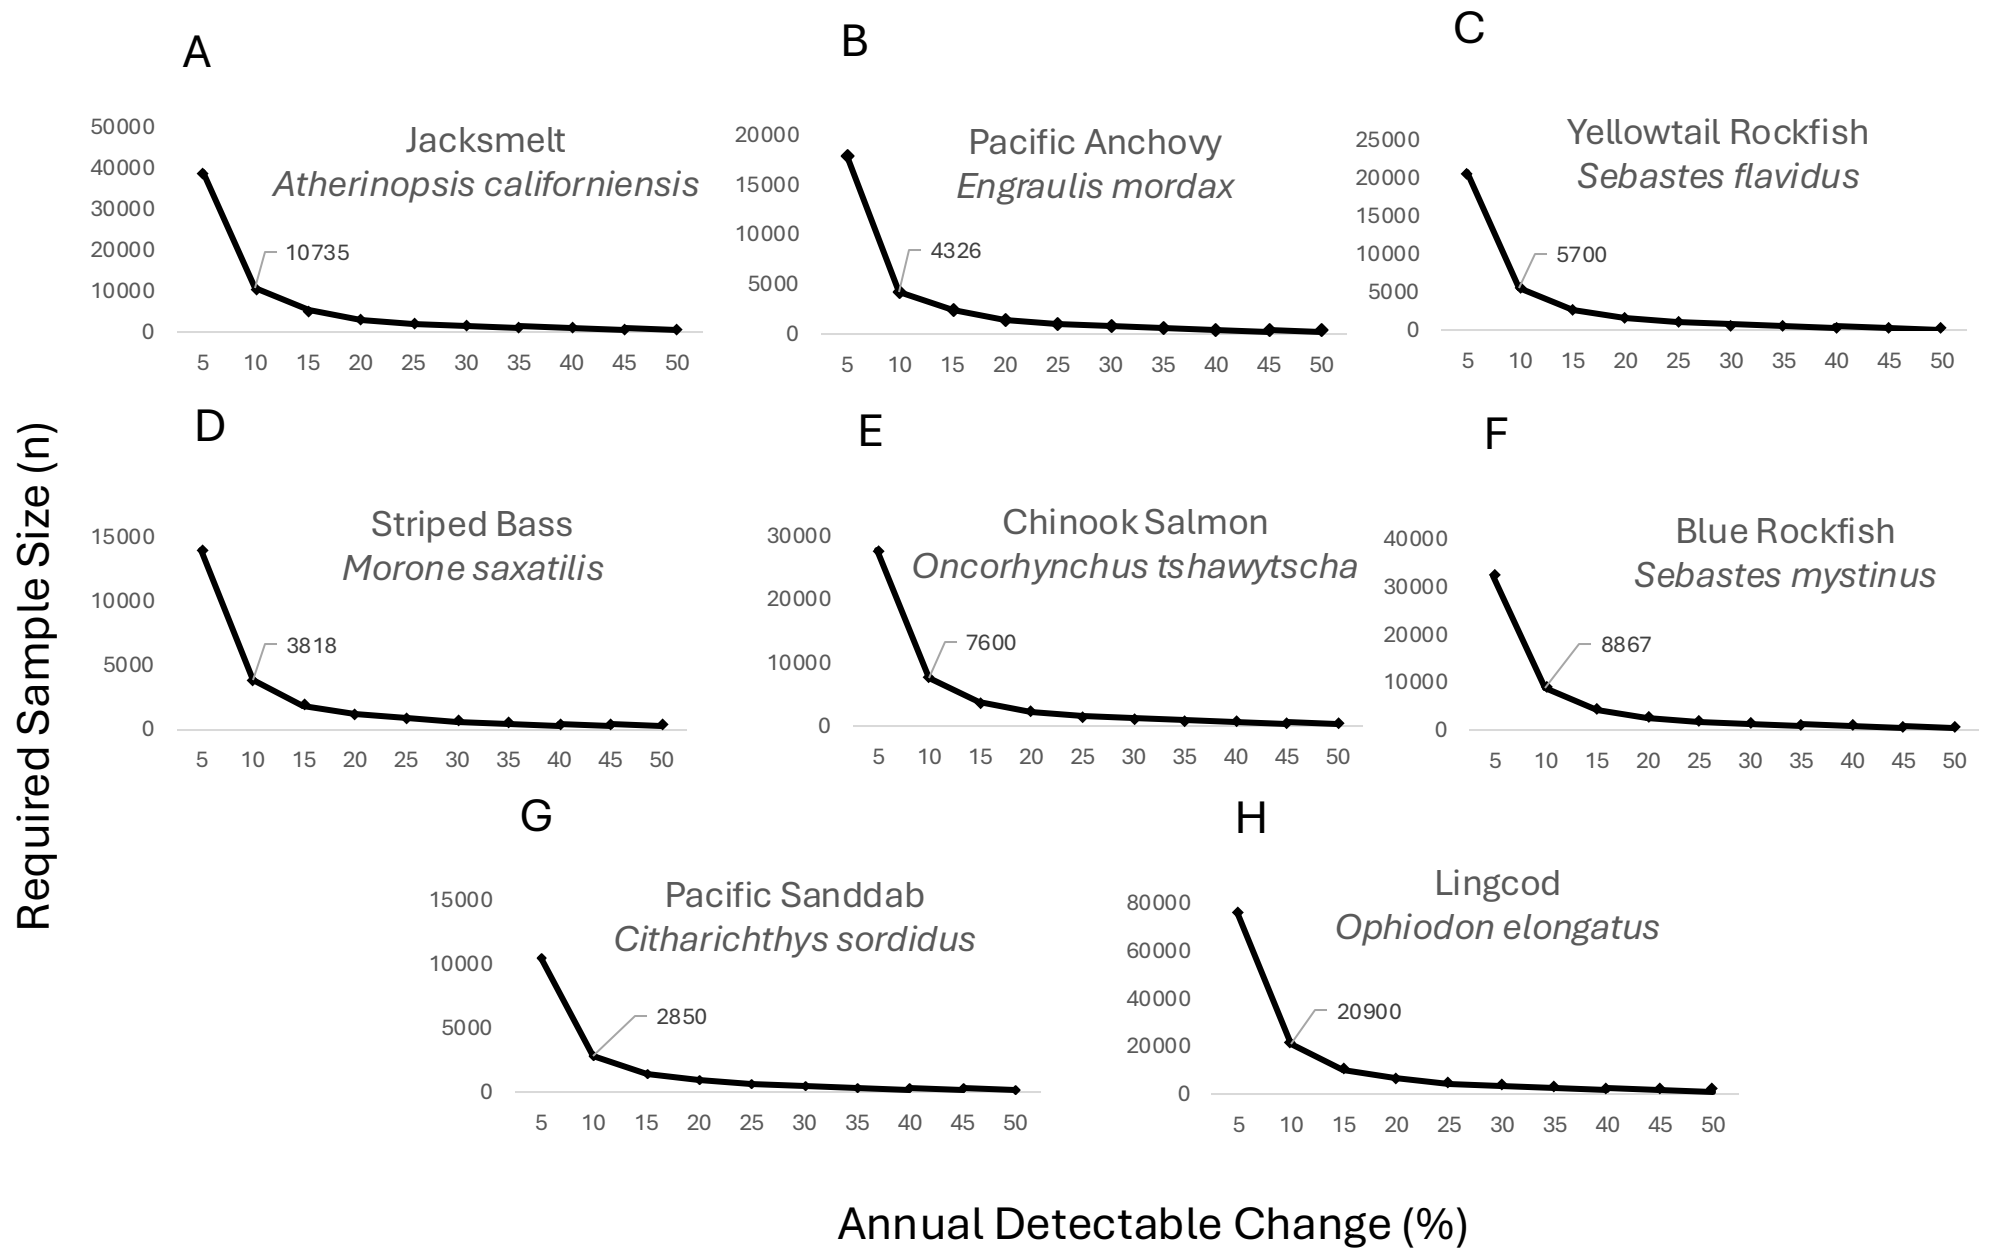 A
Jacksmelt
Atherinopsis californiensis
50000
40000
30000
20000
10000
0
10735
5 10 15 20 25 30 35 40 45 50
B
Pacific Anchovy
Engraulis mordax
20000
15000
10000
5000
0
4326
5 10 15 20 25 30 35 40 45 50
C
Yellowtail Rockfish
Sebastes flavidus
25000
20000
15000
10000
5000
0
5700
5 10 15 20 25 30 35 40 45 50
Required Sample Size (n)
D
Striped Bass
Morone saxatilis
15000
10000
5000
0
3818
5 10 15 20 25 30 35 40 45 50
E
Chinook Salmon
Oncorhynchus tshawytscha
30000
20000
10000
0
7600
5 10 15 20 25 30 35 40 45 50
F
Blue Rockfish
Sebastes mystinus
40000
30000
20000
10000
0
8867
5 10 15 20 25 30 35 40 45 50
G
Pacific Sanddab
Citharichthys sordidus
15000
10000
5000
0
2850
5 10 15 20 25 30 35 40 45 50
H
Lingcod
Ophiodon elongatus
80000
60000
40000
20000
0
20900
5 10 15 20 25 30 35 40 45 50
Annual Detectable Change (%)